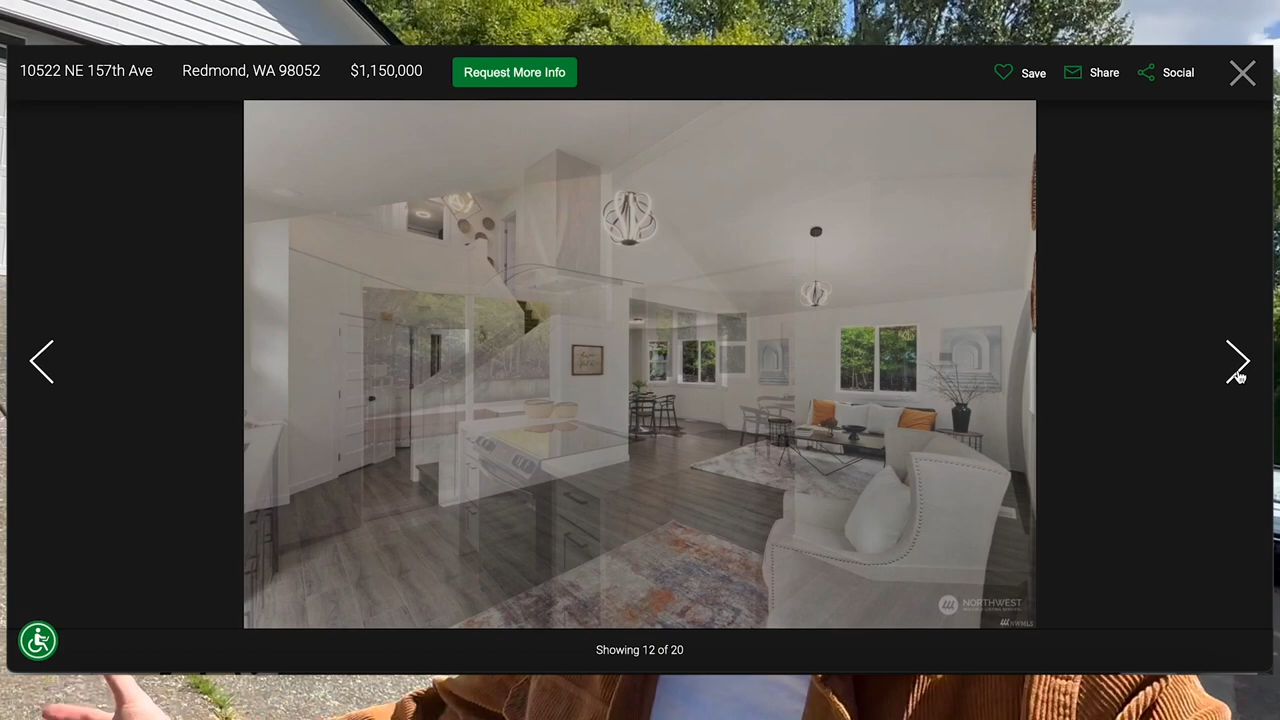 10522 NE 157th Ave Redmond, WA 98052 $1,150,000 Request More Info Save Share Social
NORTHWEST
NWMLS
Showing 12 of 20